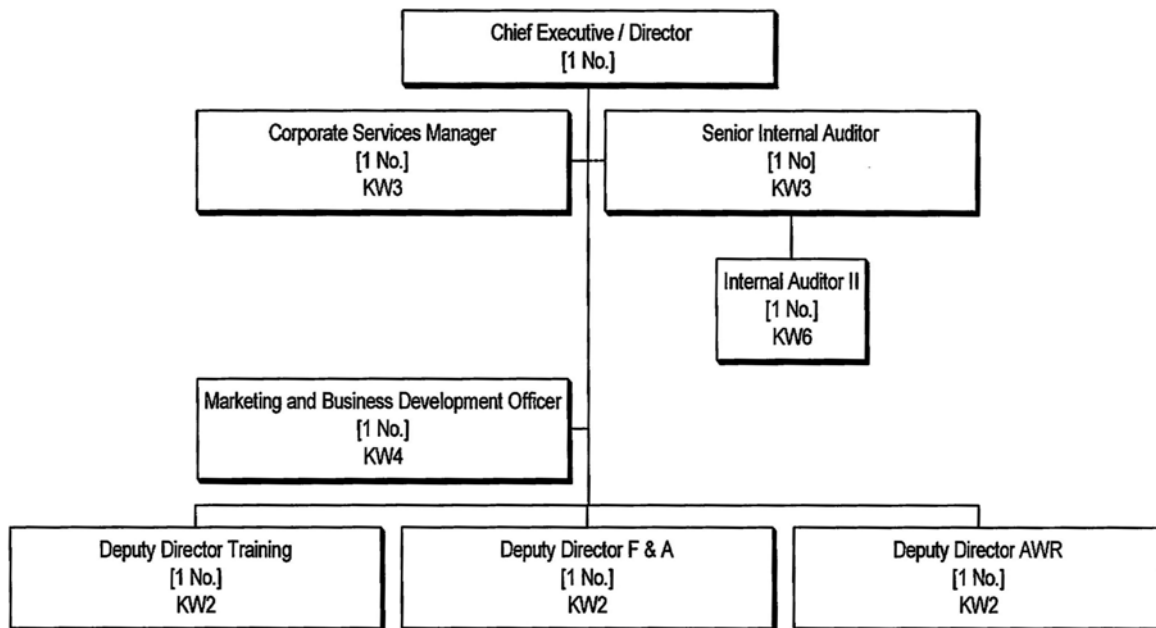 Chief Executive / Director
[1 No.]
Corporate Services Manager
[1 No.]
KW3
Senior Internal Auditor
[1 No]
KW3
Internal Auditor II
[1 No.]
KW6
Marketing and Business Development Officer
[1 No.]
KW4
Deputy Director Training
[1 No.]
KW2
Deputy Director F & A
[1 No.]
KW2
Deputy Director AWR
[1 No.]
KW2